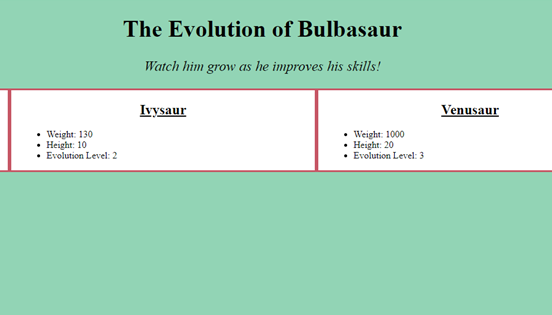 The Evolution of Bulbasaur
Watch him grow as he improves his skills!
Ivysaur
Weight: 130
Height: 10
Evolution Level: 2
Venusaur
Weight: 1000
Height: 20
Evolution Level: 3